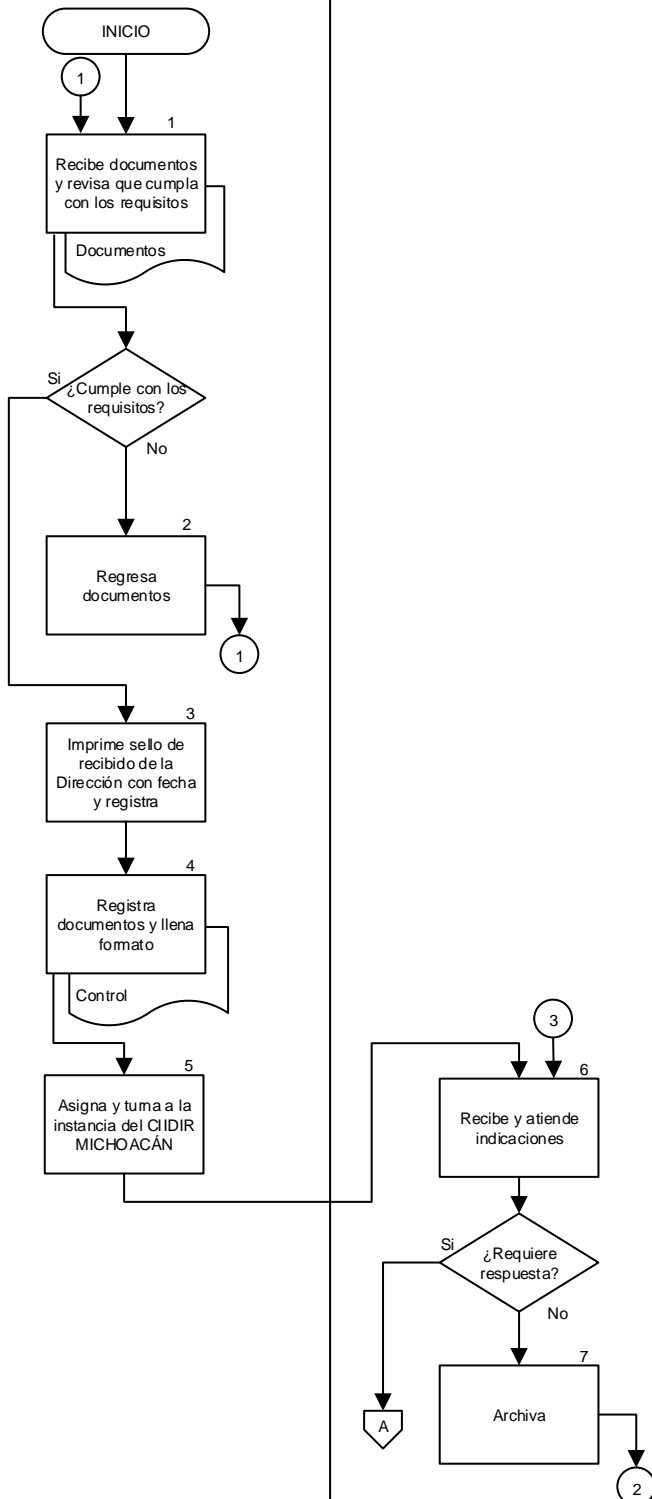 INICIO
1
1
Recibe documentos
y revisa que cumpla
con los requisitos
Documentos
Si
¿Cumple con los
requisitos?
No
2
Regresa
documentos
1
3
Imprime sello de
recibido de la
Dirección con fecha
y registra
4
Registra
documentos y llena
formato
Control
5
Asigna y turna a la
instancia del CIIDIR
MICHOACÁN
3
6
Recibe y atiende
indicaciones
Si
¿Requiere
respuesta?
No
7
Archiva
A
2